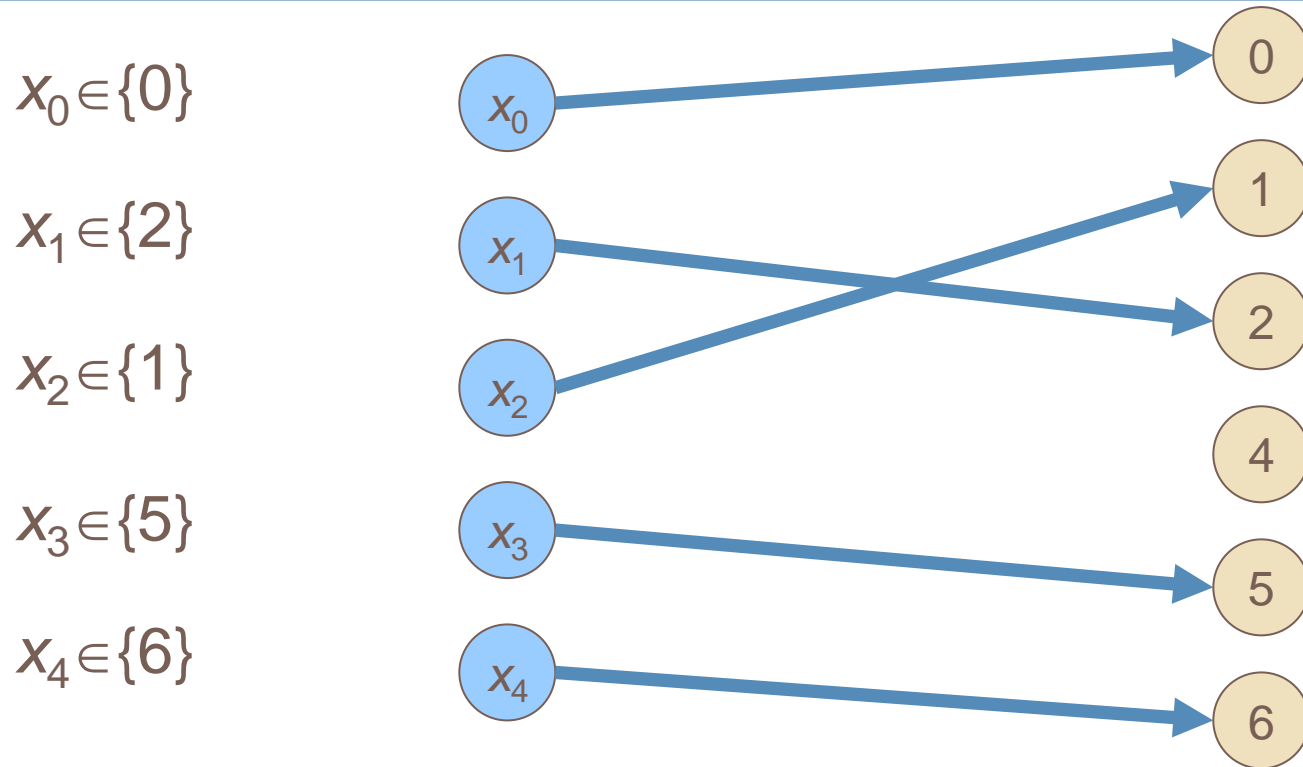 x₀∈{0}
x₁∈{2}
x₂∈{1}
x₃∈{5}
x₄∈{6}
x₀
x₁
x₂
x₃
x₄
0
1
2
4
5
6